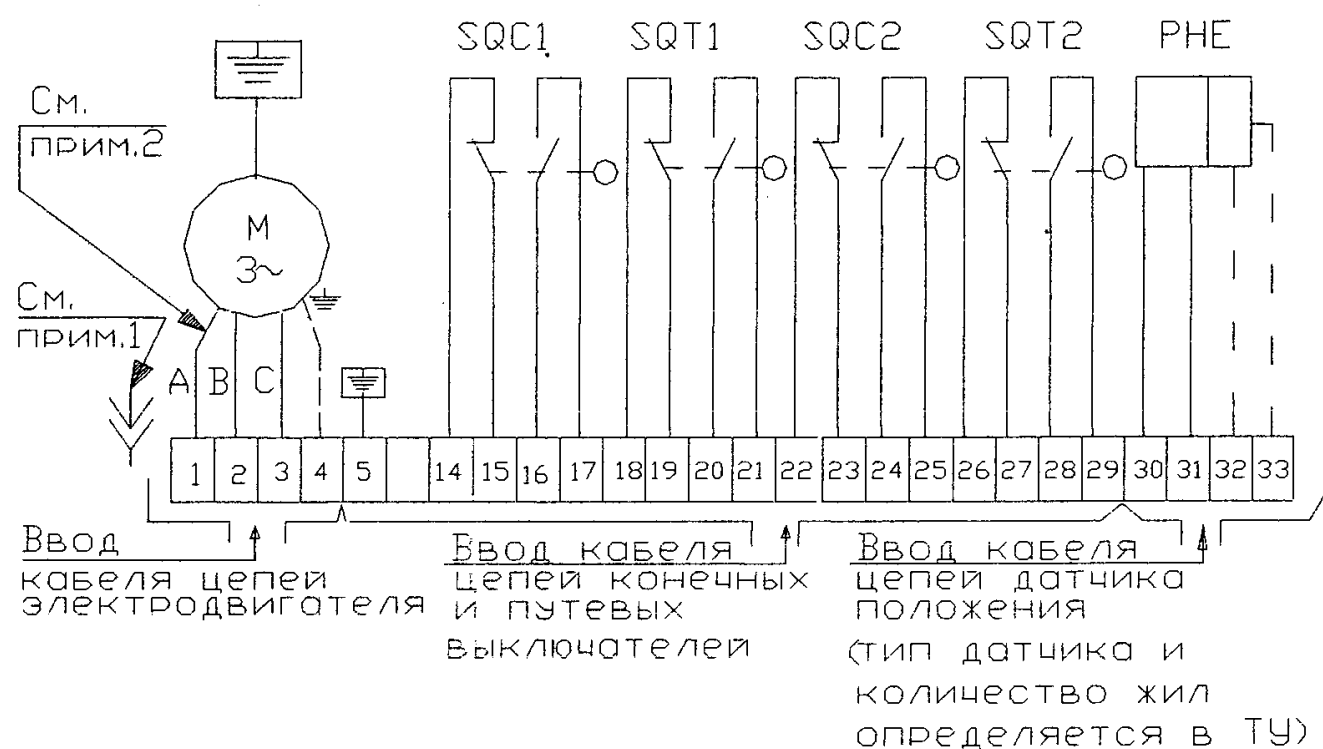 SQC1 SQT1 SQC2 SQT2 PHE
См.
прим.2
М
3~
См.
прим.1
A B C
1 2 3 4 5 14 15 16 17 18 19 20 21 22 23 24 25 26 27 28 29 30 31 32 33
Ввод
кабеля цепей
электродвигателя
Ввод кабеля
цепей конечных
и путевых
выключателей
Ввод кабеля
цепей датчика
положения
(тип датчика и
количество жил
определяется в ТУ)